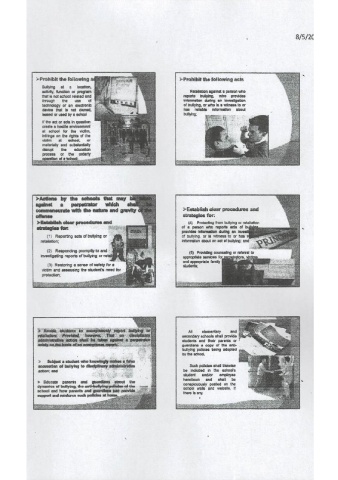 8/5/20
>Prohibit the following a
Bullying at a location,
activity, function or program
that is not school related and
through the use of
technology or an electronic
device that is not owned,
leased or used by a school
if the act or acts in question
create a hostile environment
at school for the victim,
infringe on the rights of the
victim at school, or
materially and substantially
disrupt the education
process or the orderly
operation of a school
>Prohibit the following acts
Retaliation against a person who
reports bullying, who provides
information during an investigation
of bullying, or who is a witness to or
has reliable information about
bullying;
>Actions by the schools that may be taken
against a perpetrator which shall be
commensurate with the nature and gravity of the
offense
>Establish clear procedures and
strategies for:
(1) Reporting acts of bullying or
retaliation;
(2) Responding promptly to and
investigating reports of bullying or retal
(3) Restoring a sense of safety for a
victim and assessing the student's need for
protection;
>Establish clear procedures and
strategies for:
(4) Protecting from bullying or retaliation
of a person who reports acts of bullying
provides information during an investi
of bullying, or is witness to or has
information about an act of bullying; and
(5) Providing counseling or referral to
appropriate services for perpetrators, victims
and appropriate family
students.
> Enable students to anonymously report bullying or
retaliation: Provided, however, That no disciplinary
administrative action shall be taken against a perpetrator
solely on the basis of an anonymous report;
> Subject a student who knowingly makes a false
accusation of bullying to disciplinary administrative
action; and
> Educate parents and guardians about the
dynamics of bullying, the anti-bullying policies of the
school and how parents and guardians can provide
support and reinforce such policies at home.
All elementary and
secondary schools shall provide
students and their parents or
guardians a copy of the anti-
bullying policies being adopted
by the school.
Such policies shall likewise
be included in the school's
student and/or employee
handbook and shall be
conspicuously posted on the
school walls and website, if
there is any